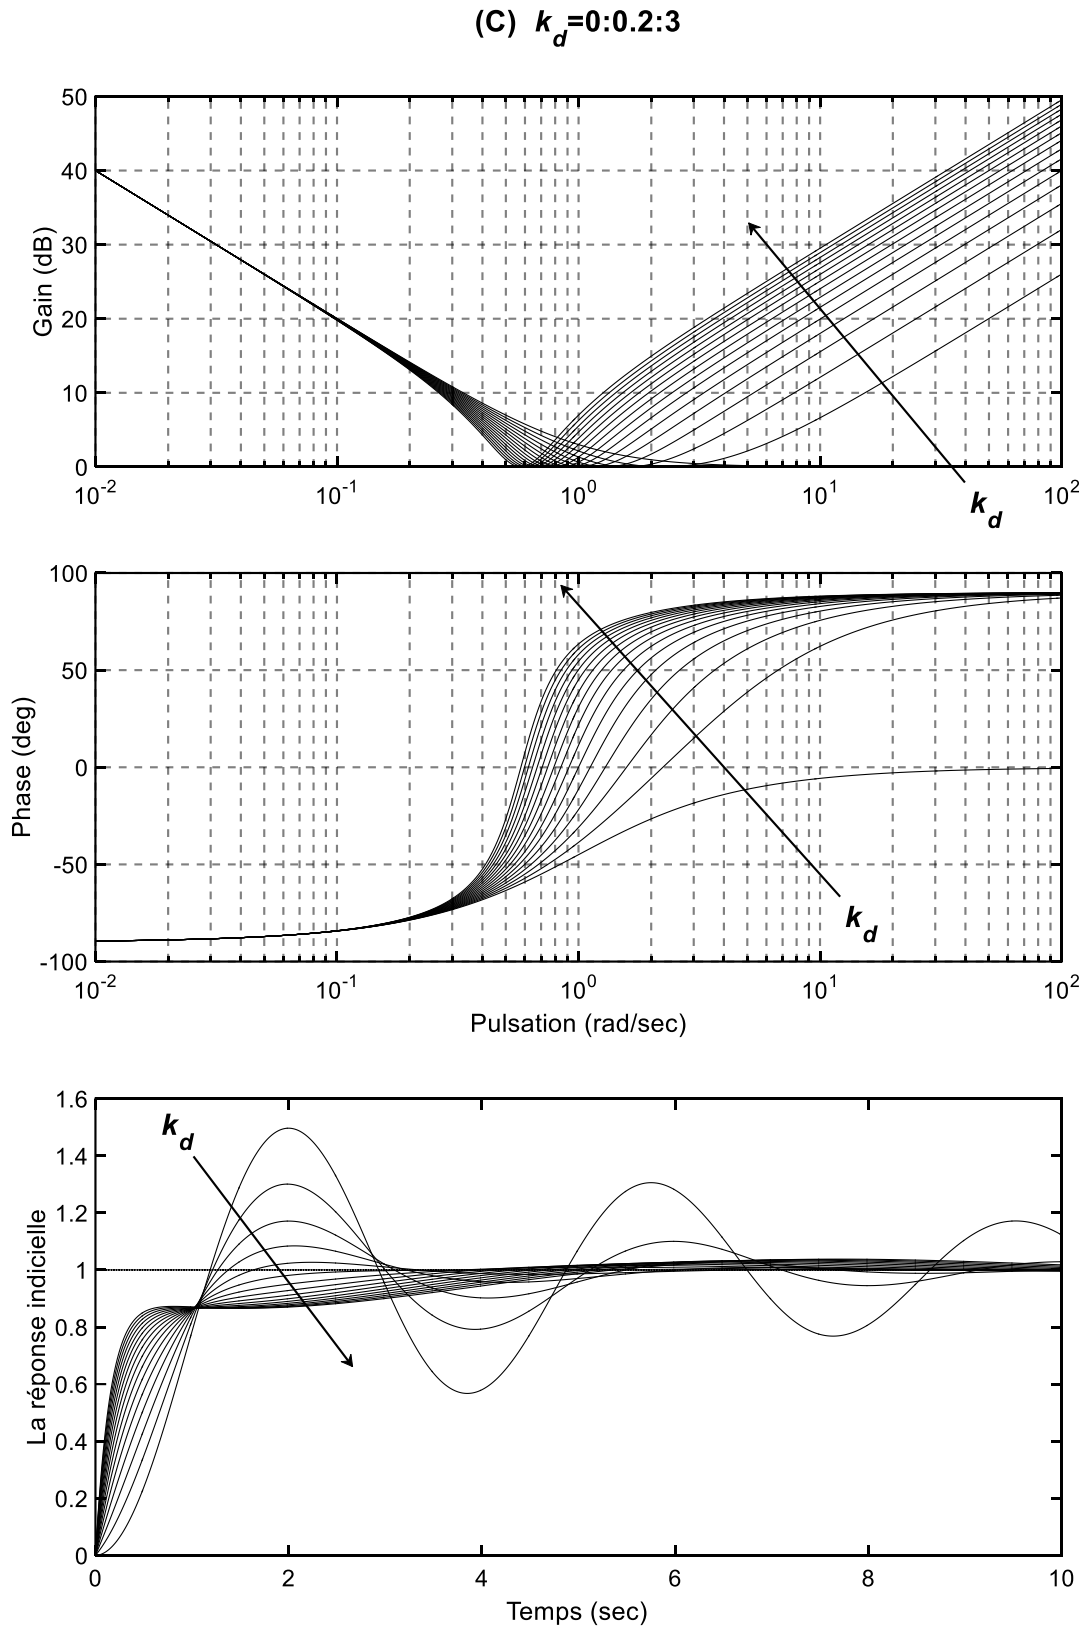 (C) kd=0:0.2:3
50
40
30
20
10
0
Gain (dB)
10-2 10-1 100 101 102
kd
100
50
0
-50
-100
Phase (deg)
kd
10-2 10-1 100 101 102
Pulsation (rad/sec)
1.6
1.4
1.2
1
0.8
0.6
0.4
0.2
0
La réponse indicielle
kd
0 2 4 6 8 10
Temps (sec)